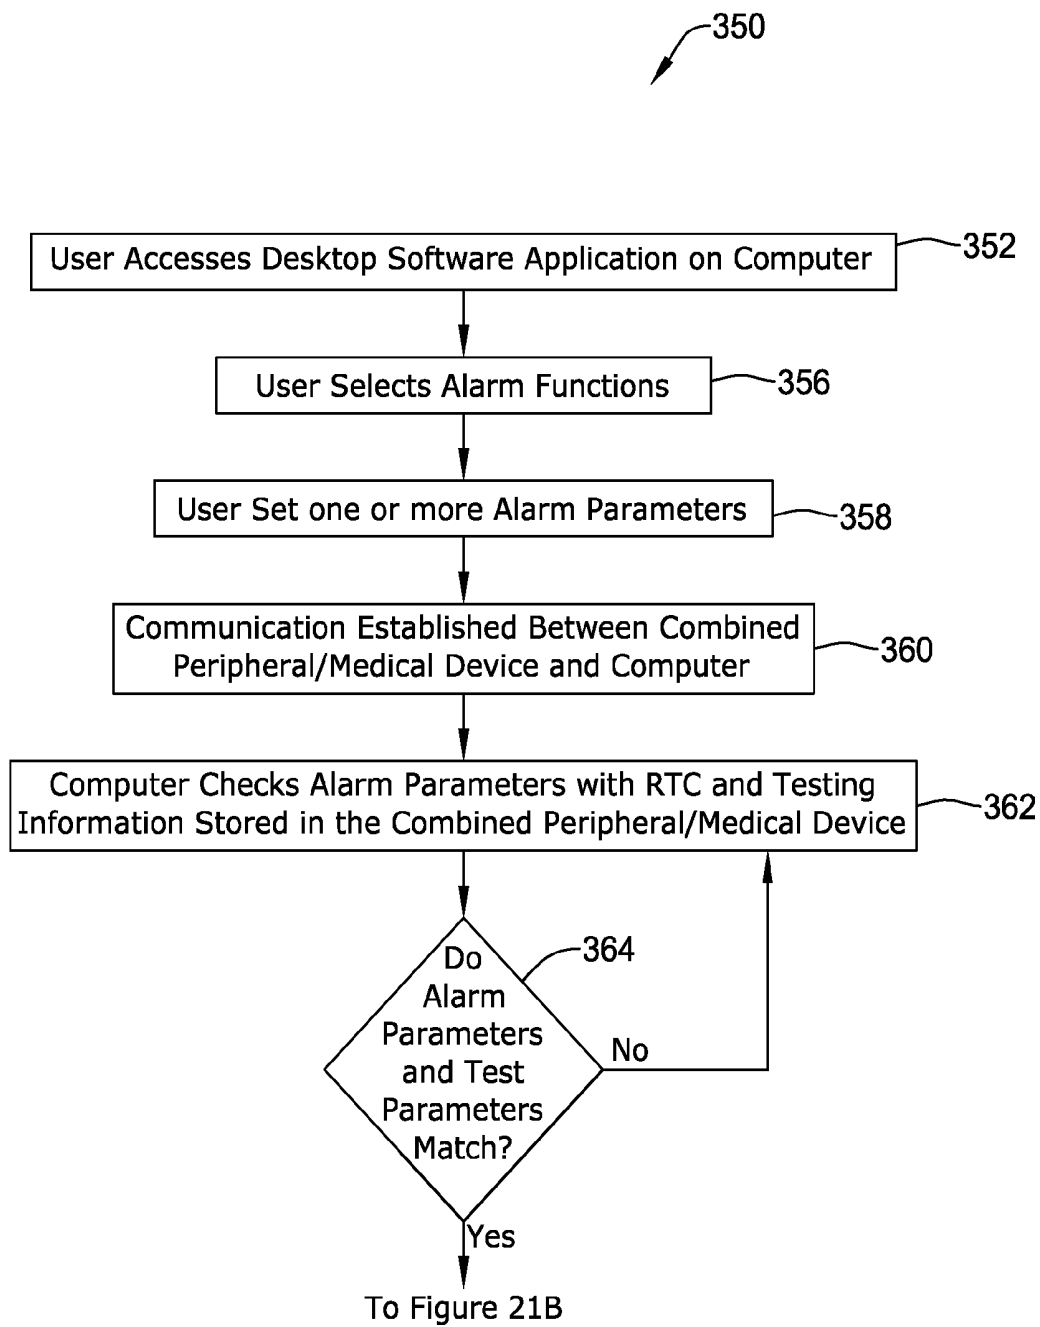 350
User Accesses Desktop Software Application on Computer
352
User Selects Alarm Functions
356
User Set one or more Alarm Parameters
358
Communication Established Between Combined
Peripheral/Medical Device and Computer
360
Computer Checks Alarm Parameters with RTC and Testing
Information Stored in the Combined Peripheral/Medical Device
362
Do
Alarm
Parameters
and Test
Parameters
Match?
364
No
Yes
To Figure 21B